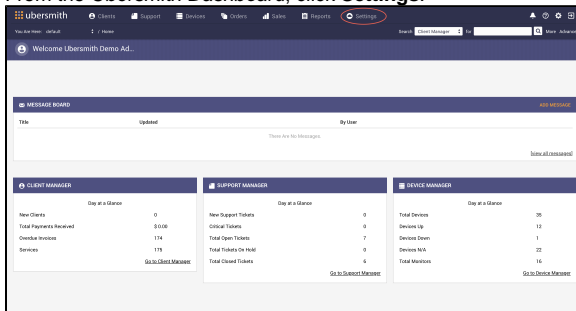 From the Ubersmith Dashboard, click Settings.
ubersmith Clients Support Devices Orders Sales Reports Settings
You Are Here: default / Home Search Client Manager for More Advanced
Welcome Ubersmith Demo Ad...
MESSAGE BOARD ADD MESSAGE
Title Updated By User
There Are No Messages
[view all messages]
CLIENT MANAGER SUPPORT MANAGER DEVICE MANAGER
Day at a Glance Day at a Glance Day at a Glance
New Clients 0 New Support Tickets 0 Total Devices 35
Total Payments Received $ 0.00 Critical Tickets 0 Devices Up 12
Overdue Invoices 174 Total Open Tickets 7 Devices Down 1
Services 175 Total Tickets On Hold 0 Devices N/A 22
Go to Client Manager Total Closed Tickets 6 Total Monitors 16
Go to Support Manager Go to Device Manager